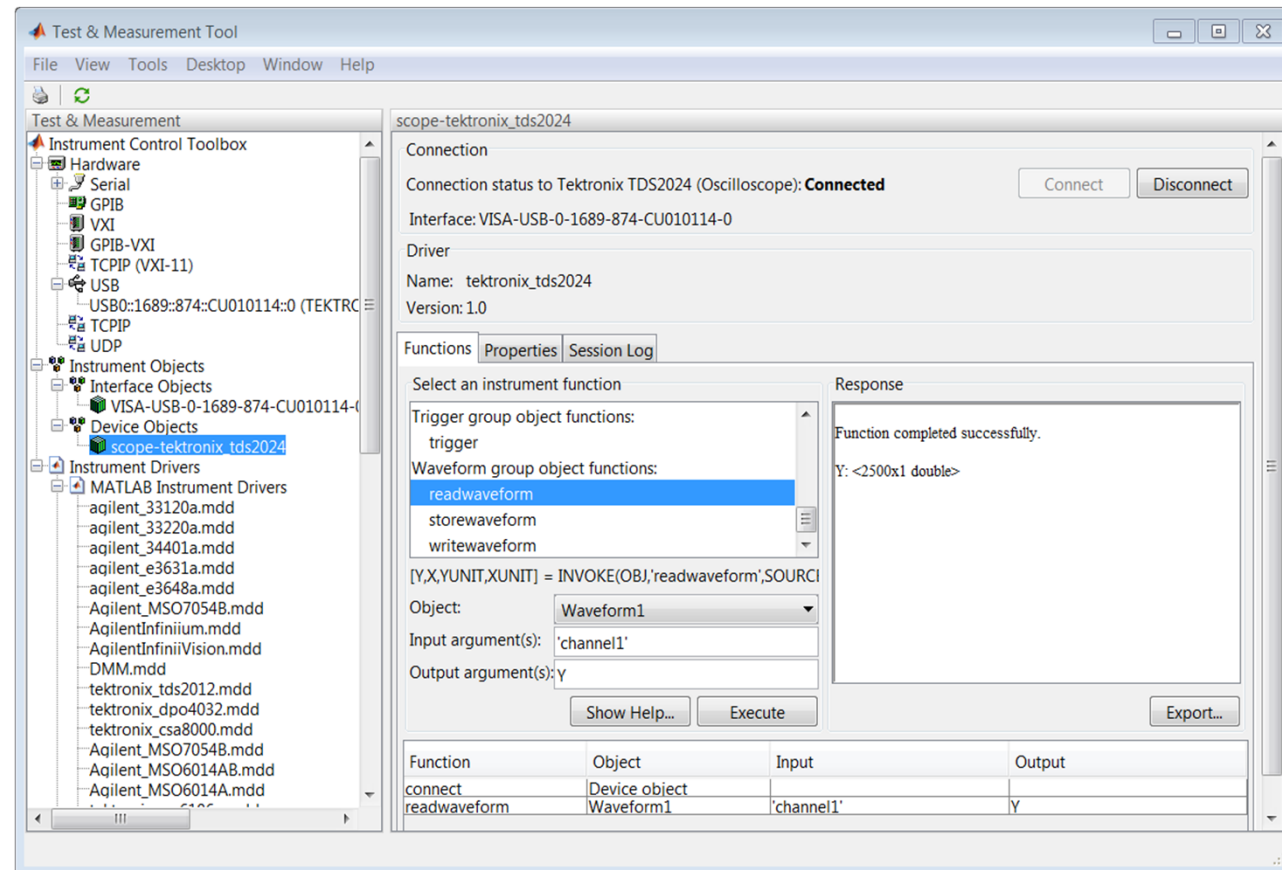 Test & Measurement Tool
File View Tools Desktop Window Help
Test & Measurement
Instrument Control Toolbox
Hardware
Serial
GPIB
VXI
GPIB-VXI
TCPIP (VXI-11)
USB
USB0::1689::874::CU010114::0 (TEKTRC
TCPIP
UDP
Instrument Objects
Interface Objects
VISA-USB-0-1689-874-CU010114-(
Device Objects
scope-tektronix_tds2024
Instrument Drivers
MATLAB Instrument Drivers
agilent_33120a.mdd
agilent_33220a.mdd
agilent_34401a.mdd
agilent_e3631a.mdd
agilent_e3648a.mdd
Agilent_MSO7054B.mdd
AgilentInfiniium.mdd
AgilentInfiniiVision.mdd
DMM.mdd
tektronix_tds2012.mdd
tektronix_dpo4032.mdd
tektronix_csa8000.mdd
Agilent_MSO7054B.mdd
Agilent_MSO6014AB.mdd
Agilent_MSO6014A.mdd
scope-tektronix_tds2024
Connection
Connection status to Tektronix TDS2024 (Oscilloscope): Connected
Connect Disconnect
Interface: VISA-USB-0-1689-874-CU010114-0
Driver
Name: tektronix_tds2024
Version: 1.0
Functions Properties Session Log
Select an instrument function
Trigger group object functions:
trigger
Waveform group object functions:
readwaveform
storewaveform
writewaveform
[Y,X,YUNIT,XUNIT] = INVOKE(OBJ,'readwaveform',SOURCI
Object: Waveform1
Input argument(s): 'channel1'
Output argument(s): Y
Show Help... Execute
Response
Function completed successfully.
Y: <2500x1 double>
Export...
Function Object Input Output
connect Device object
readwaveform Waveform1 'channel1' Y